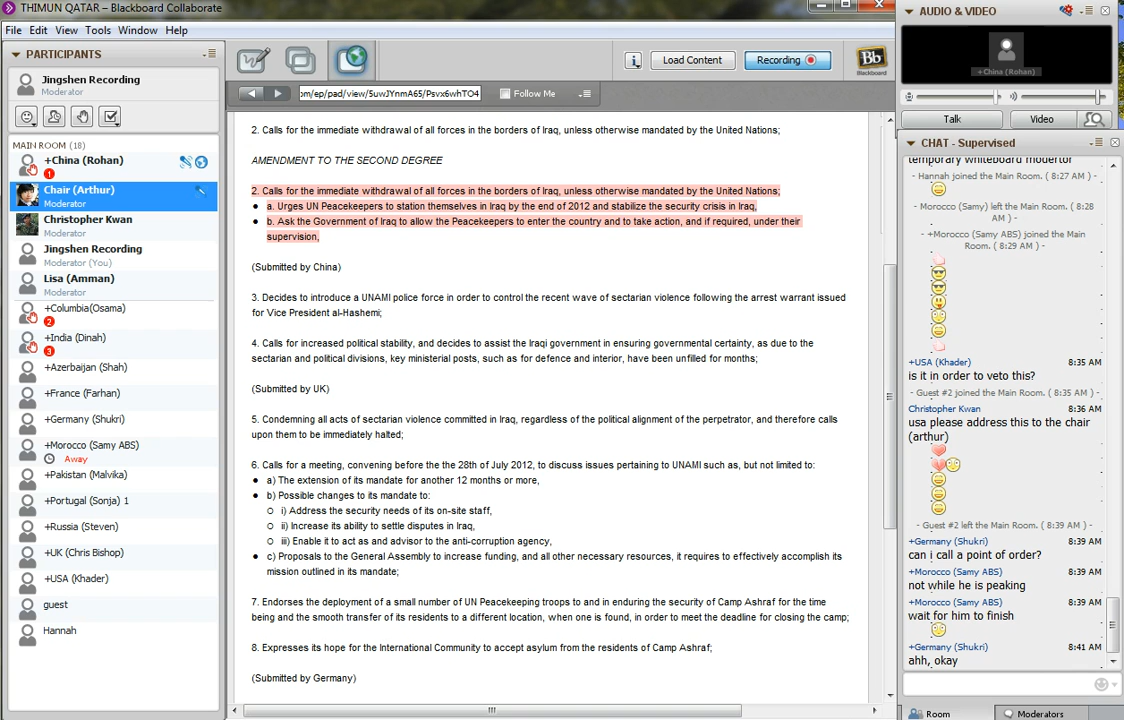 THIMUN QATAR – Blackboard Collaborate
File Edit View Tools Window Help
PARTICIPANTS
Jingshen Recording
Moderator
MAIN ROOM (18)
+China (Rohan)
1
Chair (Arthur)
Moderator
Christopher Kwan
Moderator
Jingshen Recording
Moderator (You)
Lisa (Amman)
Moderator
+Columbia(Osama)
2
+India (Dinah)
3
+Azerbaijan (Shah)
+France (Farhan)
+Germany (Shukri)
+Morocco (Samy ABS)
Away
+Pakistan (Malvika)
+Portugal (Sonja) 1
+Russia (Steven)
+UK (Chris Bishop)
+USA (Khader)
guest
Hannah
Load Content
Recording
Bb
Blackboard
om/ep/pad/view/5uwJYnmA65/Psvx6whTO4
Follow Me
2. Calls for the immediate withdrawal of all forces in the borders of Iraq, unless otherwise mandated by the United Nations;
AMENDMENT TO THE SECOND DEGREE
2. Calls for the immediate withdrawal of all forces in the borders of Iraq, unless otherwise mandated by the United Nations;
a. Urges UN Peacekeepers to station themselves in Iraq by the end of 2012 and stabilize the security crisis in Iraq,
b. Ask the Government of Iraq to allow the Peacekeepers to enter the country and to take action, and if required, under their
supervision,
(Submitted by China)
3. Decides to introduce a UNAMI police force in order to control the recent wave of sectarian violence following the arrest warrant issued
for Vice President al-Hashemi;
4. Calls for increased political stability, and decides to assist the Iraqi government in ensuring governmental certainty, as due to the
sectarian and political divisions, key ministerial posts, such as for defence and interior, have been unfilled for months;
(Submitted by UK)
5. Condemning all acts of sectarian violence committed in Iraq, regardless of the political alignment of the perpetrator, and therefore calls
upon them to be immediately halted;
6. Calls for a meeting, convening before the the 28th of July 2012, to discuss issues pertaining to UNAMI such as, but not limited to:
a) The extension of its mandate for another 12 months or more,
b) Possible changes to its mandate to:
i) Address the security needs of its on-site staff,
ii) Increase its ability to settle disputes in Iraq,
iii) Enable it to act as and advisor to the anti-corruption agency,
c) Proposals to the General Assembly to increase funding, and all other necessary resources, it requires to effectively accomplish its
mission outlined in its mandate;
7. Endorses the deployment of a small number of UN Peacekeeping troops to and in enduring the security of Camp Ashraf for the time
being and the smooth transfer of its residents to a different location, when one is found, in order to meet the deadline for closing the camp;
8. Expresses its hope for the International Community to accept asylum from the residents of Camp Ashraf;
(Submitted by Germany)
AUDIO & VIDEO
+China (Rohan)
Talk
Video
CHAT - Supervised
temporary whiteboard modertor
- Hannah joined the Main Room. ( 8:27 AM ) -
- Morocco (Samy) left the Main Room. ( 8:28
AM ) -
- +Morocco (Samy ABS) joined the Main
Room. ( 8:29 AM ) -
+USA (Khader) 8:35 AM
is it in order to veto this?
- Guest #2 joined the Main Room. ( 8:35 AM ) -
Christopher Kwan 8:36 AM
usa please address this to the chair
(arthur)
- Guest #2 left the Main Room. ( 8:39 AM ) -
+Germany (Shukri) 8:39 AM
can i call a point of order?
+Morocco (Samy ABS) 8:39 AM
not while he is peaking
+Morocco (Samy ABS) 8:39 AM
wait for him to finish
+Germany (Shukri) 8:41 AM
ahh, okay
Room
Moderators